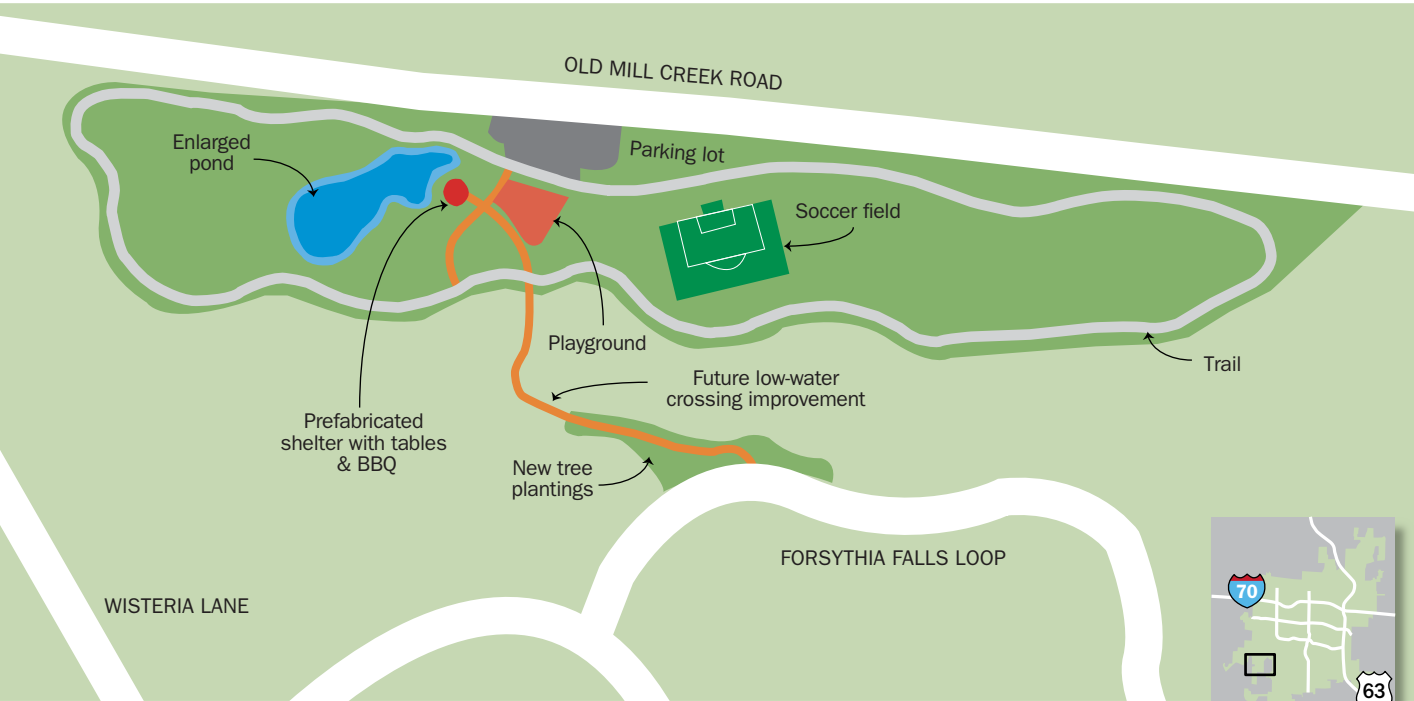 OLD MILL CREEK ROAD
Enlarged
pond
Parking lot
Soccer field
Playground
Trail
Future low-water
crossing improvement
Prefabricated
shelter with tables
& BBQ
New tree
plantings
FORSYTHIA FALLS LOOP
WISTERIA LANE
70
63